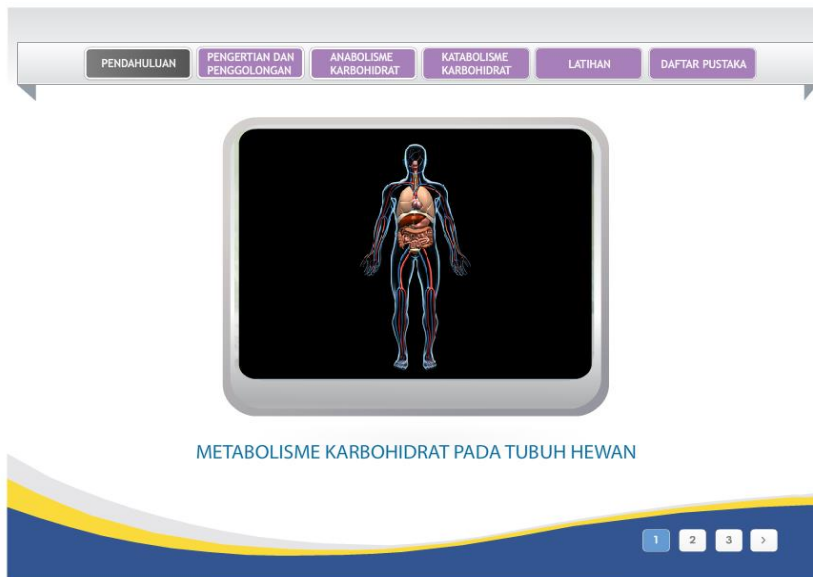 PENDAHULUAN
PENGERTIAN DAN
PENGGOLONGAN
ANABOLISME
KARBOHIDRAT
KATABOLISME
KARBOHIDRAT
LATIHAN
DAFTAR PUSTAKA
METABOLISME KARBOHIDRAT PADA TUBUH HEWAN
1 2 3 >